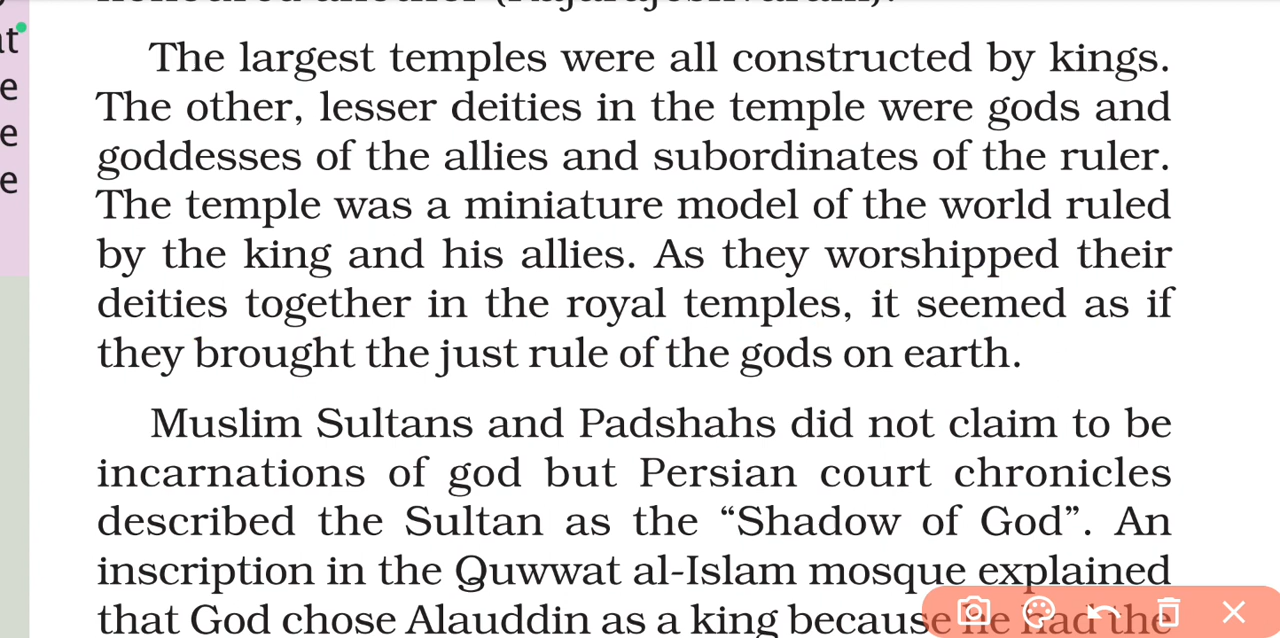 t
e
e
e
The largest temples were all constructed by kings.
The other, lesser deities in the temple were gods and
goddesses of the allies and subordinates of the ruler.
The temple was a miniature model of the world ruled
by the king and his allies. As they worshipped their
deities together in the royal temples, it seemed as if
they brought the just rule of the gods on earth.
Muslim Sultans and Padshahs did not claim to be
incarnations of god but Persian court chronicles
described the Sultan as the “Shadow of God”. An
inscription in the Quwwat al-Islam mosque explained
that God chose Alauddin as a king because he had the